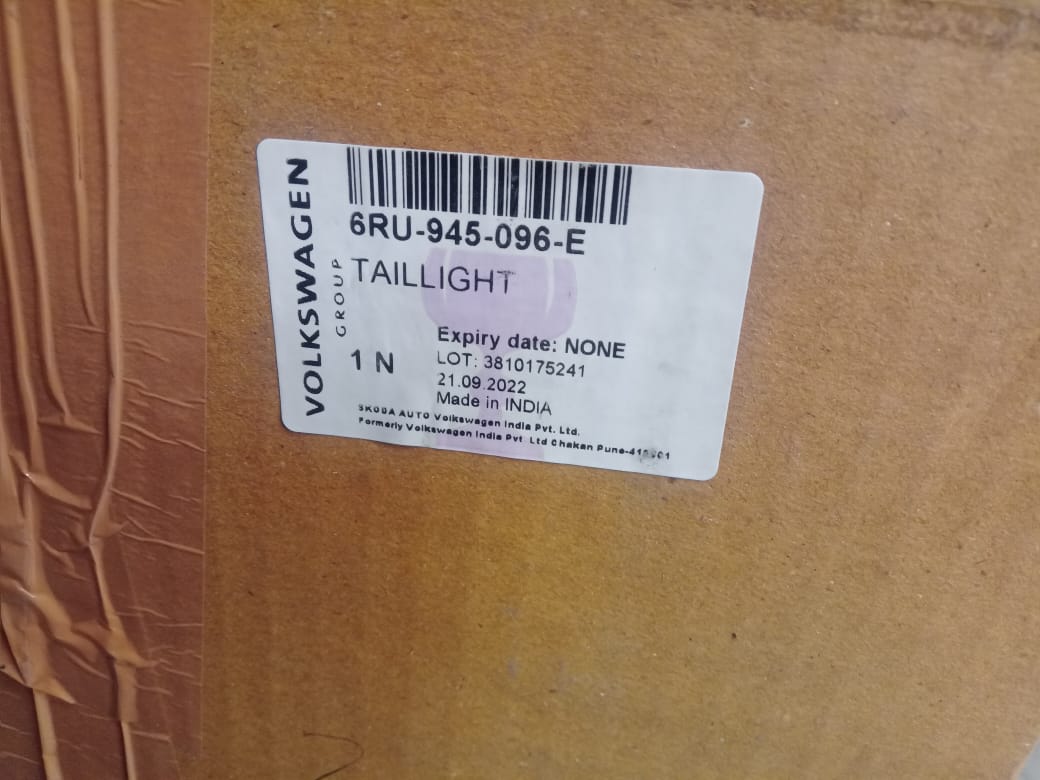 VOLKSWAGEN
GROUP
6RU-945-096-E
TAILLIGHT
1 N
Expiry date: NONE
LOT: 3810175241
21.09.2022
Made in INDIA
SKODA AUTO Volkswagen India Pvt. Ltd.
Formerly Volkswagen India Pvt Ltd Chakan Pune-